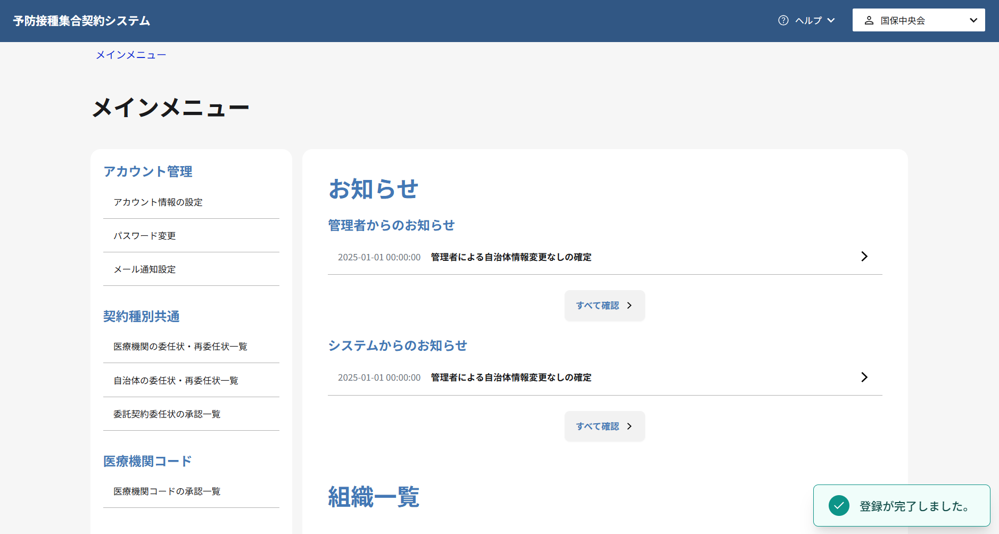 予防接種集合契約システム
ヘルプ
国保中央会
メインメニュー
メインメニュー
アカウント管理
アカウント情報の設定
パスワード変更
メール通知設定
契約種別共通
医療機関の委任状・再委任状一覧
自治体の委任状・再委任状一覧
委託契約委任状の承認一覧
医療機関コード
医療機関コードの承認一覧
お知らせ
管理者からのお知らせ
2025-01-01 00:00:00 管理者による自治体情報変更なしの確定
すべて確認
システムからのお知らせ
2025-01-01 00:00:00 管理者による自治体情報変更なしの確定
すべて確認
組織一覧
登録が完了しました。